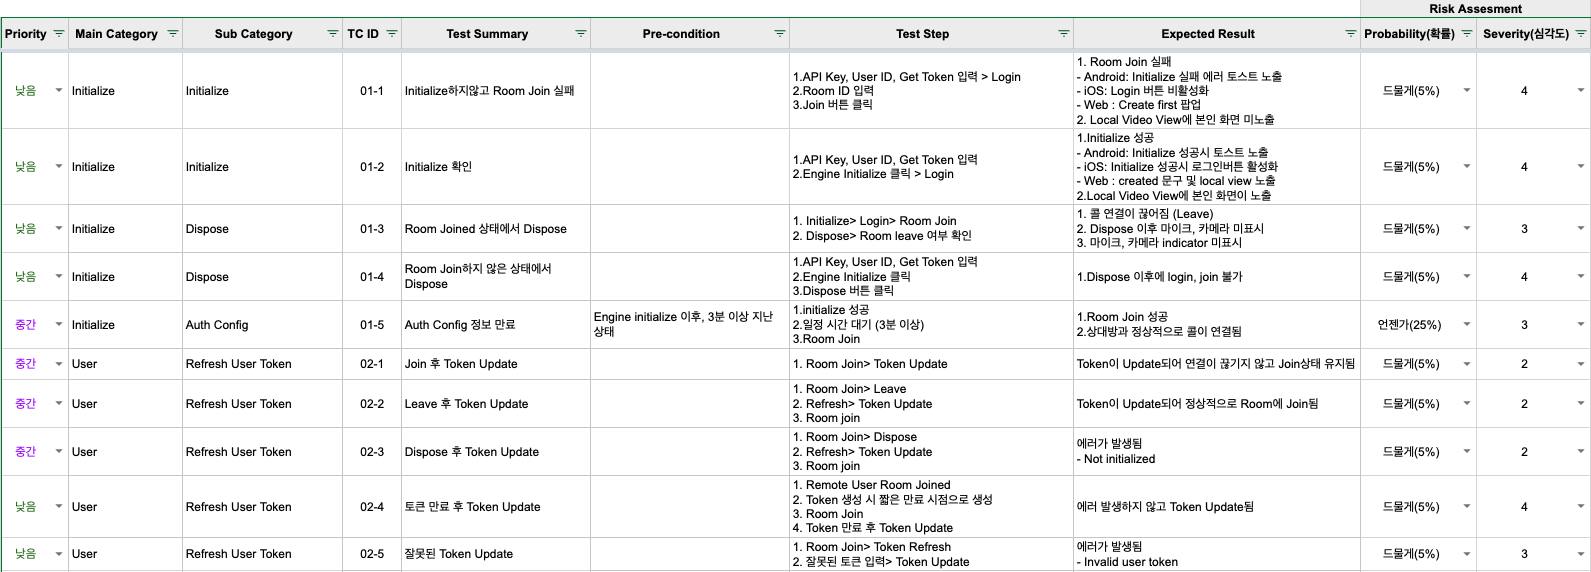 Risk Assesment
Priority Main Category Sub Category TC ID Test Summary Pre-condition Test Step Expected Result Probability(확률) Severity(심각도)
낮음 Initialize Initialize 01-1 Initialize하지않고 Room Join 실패
1.API Key, User ID, Get Token 입력 > Login
2.Room ID 입력
3.Join 버튼 클릭
1. Room Join 실패
- Android: Initialize 실패 에러 토스트 노출
- iOS: Login 버튼 비활성화
- Web : Create first 팝업
2. Local Video View에 본인 화면 미노출
드물게(5%) 4
낮음 Initialize Initialize 01-2 Initialize 확인
1.API Key, User ID, Get Token 입력
2.Engine Initialize 클릭 > Login
1.Initialize 성공
- Android: Initialize 성공시 토스트 노출
- iOS: Initialize 성공시 로그인버튼 활성화
- Web : created 문구 및 local view 노출
2.Local Video View에 본인 화면이 노출
드물게(5%) 4
낮음 Initialize Dispose 01-3 Room Joined 상태에서 Dispose
1. Initialize> Login> Room Join
2. Dispose> Room leave 여부 확인
1. 콜 연결이 끊어짐 (Leave)
2. Dispose 이후 마이크, 카메라 미표시
3. 마이크, 카메라 indicator 미표시
드물게(5%) 3
낮음 Initialize Dispose 01-4 Room Join하지 않은 상태에서
Dispose
1.API Key, User ID, Get Token 입력
2.Engine Initialize 클릭
3.Dispose 버튼 클릭
1.Dispose 이후에 login, join 불가
드물게(5%) 4
중간 Initialize Auth Config 01-5 Auth Config 정보 만료
Engine initialize 이후, 3분 이상 지난
상태
1.initialize 성공
2.일정 시간 대기 (3분 이상)
3.Room Join
1.Room Join 성공
2.상대방과 정상적으로 콜이 연결됨
언젠가(25%) 3
중간 User Refresh User Token 02-1 Join 후 Token Update
1. Room Join> Token Update
Token이 Update되어 연결이 끊기지 않고 Join상태 유지됨
드물게(5%) 2
중간 User Refresh User Token 02-2 Leave 후 Token Update
1. Room Join> Leave
2. Refresh> Token Update
3. Room join
Token이 Update되어 정상적으로 Room에 Join됨
드물게(5%) 2
중간 User Refresh User Token 02-3 Dispose 후 Token Update
1. Room Join> Dispose
2. Refresh> Token Update
3. Room join
에러가 발생됨
- Not initialized
드물게(5%) 2
낮음 User Refresh User Token 02-4 토큰 만료 후 Token Update
1. Remote User Room Joined
2. Token 생성 시 짧은 만료 시점으로 생성
3. Room Join
4. Token 만료 후 Token Update
에러 발생하지 않고 Token Update됨
드물게(5%) 4
낮음 User Refresh User Token 02-5 잘못된 Token Update
1. Room Join> Token Refresh
2. 잘못된 토큰 입력> Token Update
에러가 발생됨
- Invalid user token
드물게(5%) 3